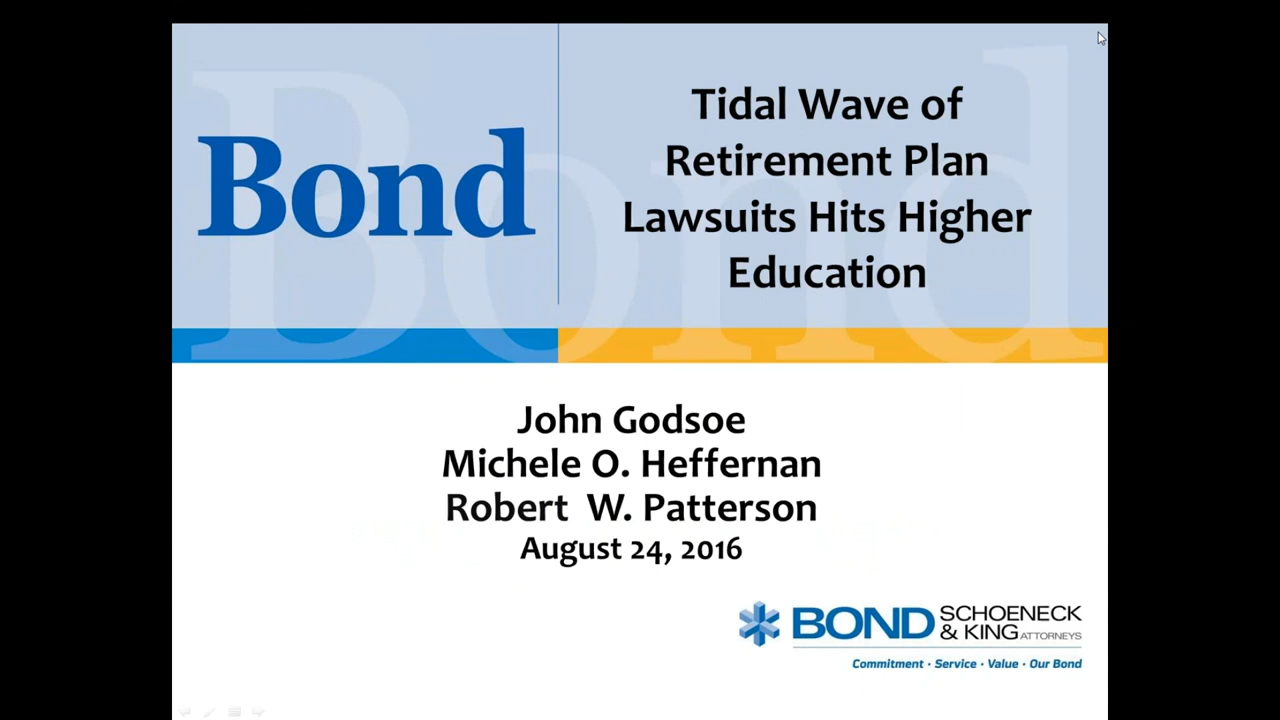 Bond
Tidal Wave of
Retirement Plan
Lawsuits Hits Higher
Education
John Godsoe
Michele O. Heffernan
Robert W. Patterson
August 24, 2016
BOND SCHOENECK
& KING ATTORNEYS
Commitment · Service · Value · Our Bond